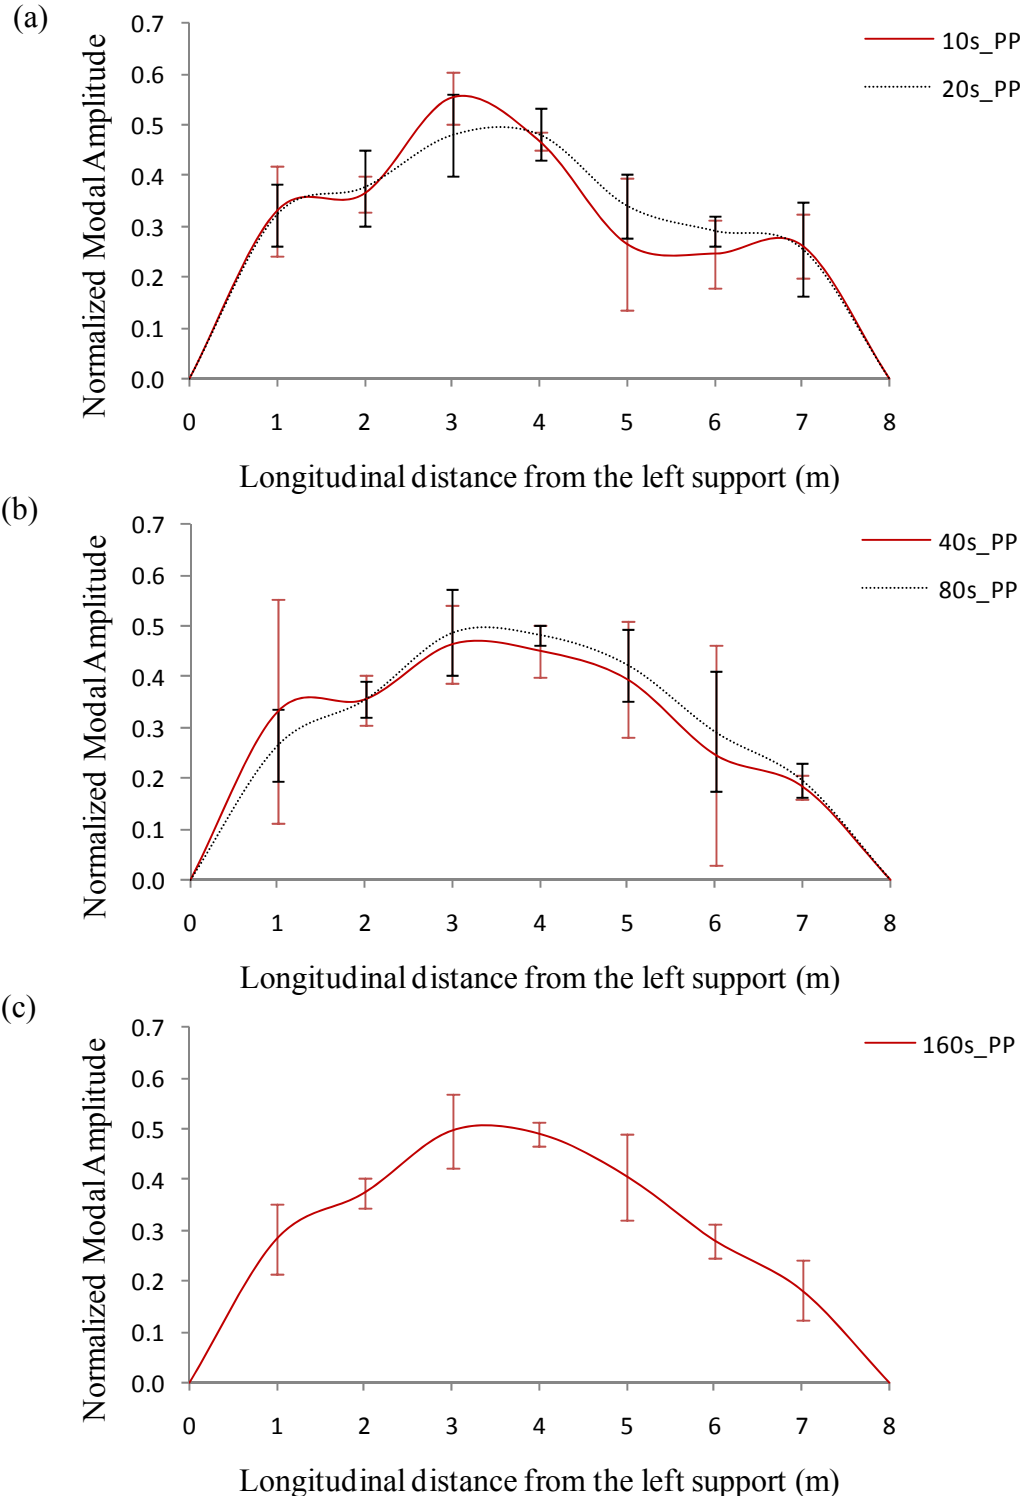 (a)
Normalized Modal Amplitude
0.7
0.6
0.5
0.4
0.3
0.2
0.1
0.0
0 1 2 3 4 5 6 7 8
10s_PP
20s_PP
Longitudinal distance from the left support (m)
(b)
Normalized Modal Amplitude
0.7
0.6
0.5
0.4
0.3
0.2
0.1
0.0
0 1 2 3 4 5 6 7 8
40s_PP
80s_PP
Longitudinal distance from the left support (m)
(c)
Normalized Modal Amplitude
0.7
0.6
0.5
0.4
0.3
0.2
0.1
0.0
0 1 2 3 4 5 6 7 8
160s_PP
Longitudinal distance from the left support (m)